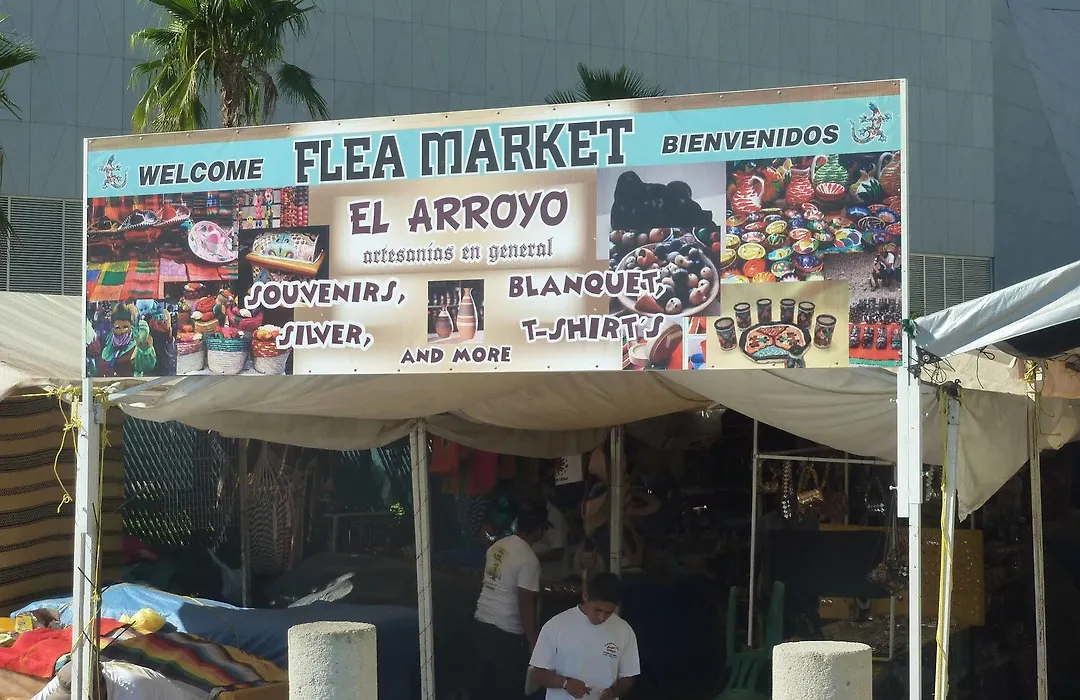 WELCOME FLEA MARKET BIENVENIDOS
EL ARROYO
artesanias en general
SOUVENIRS, BLANQUET,
SILVER, T-SHIRT'S
AND MORE